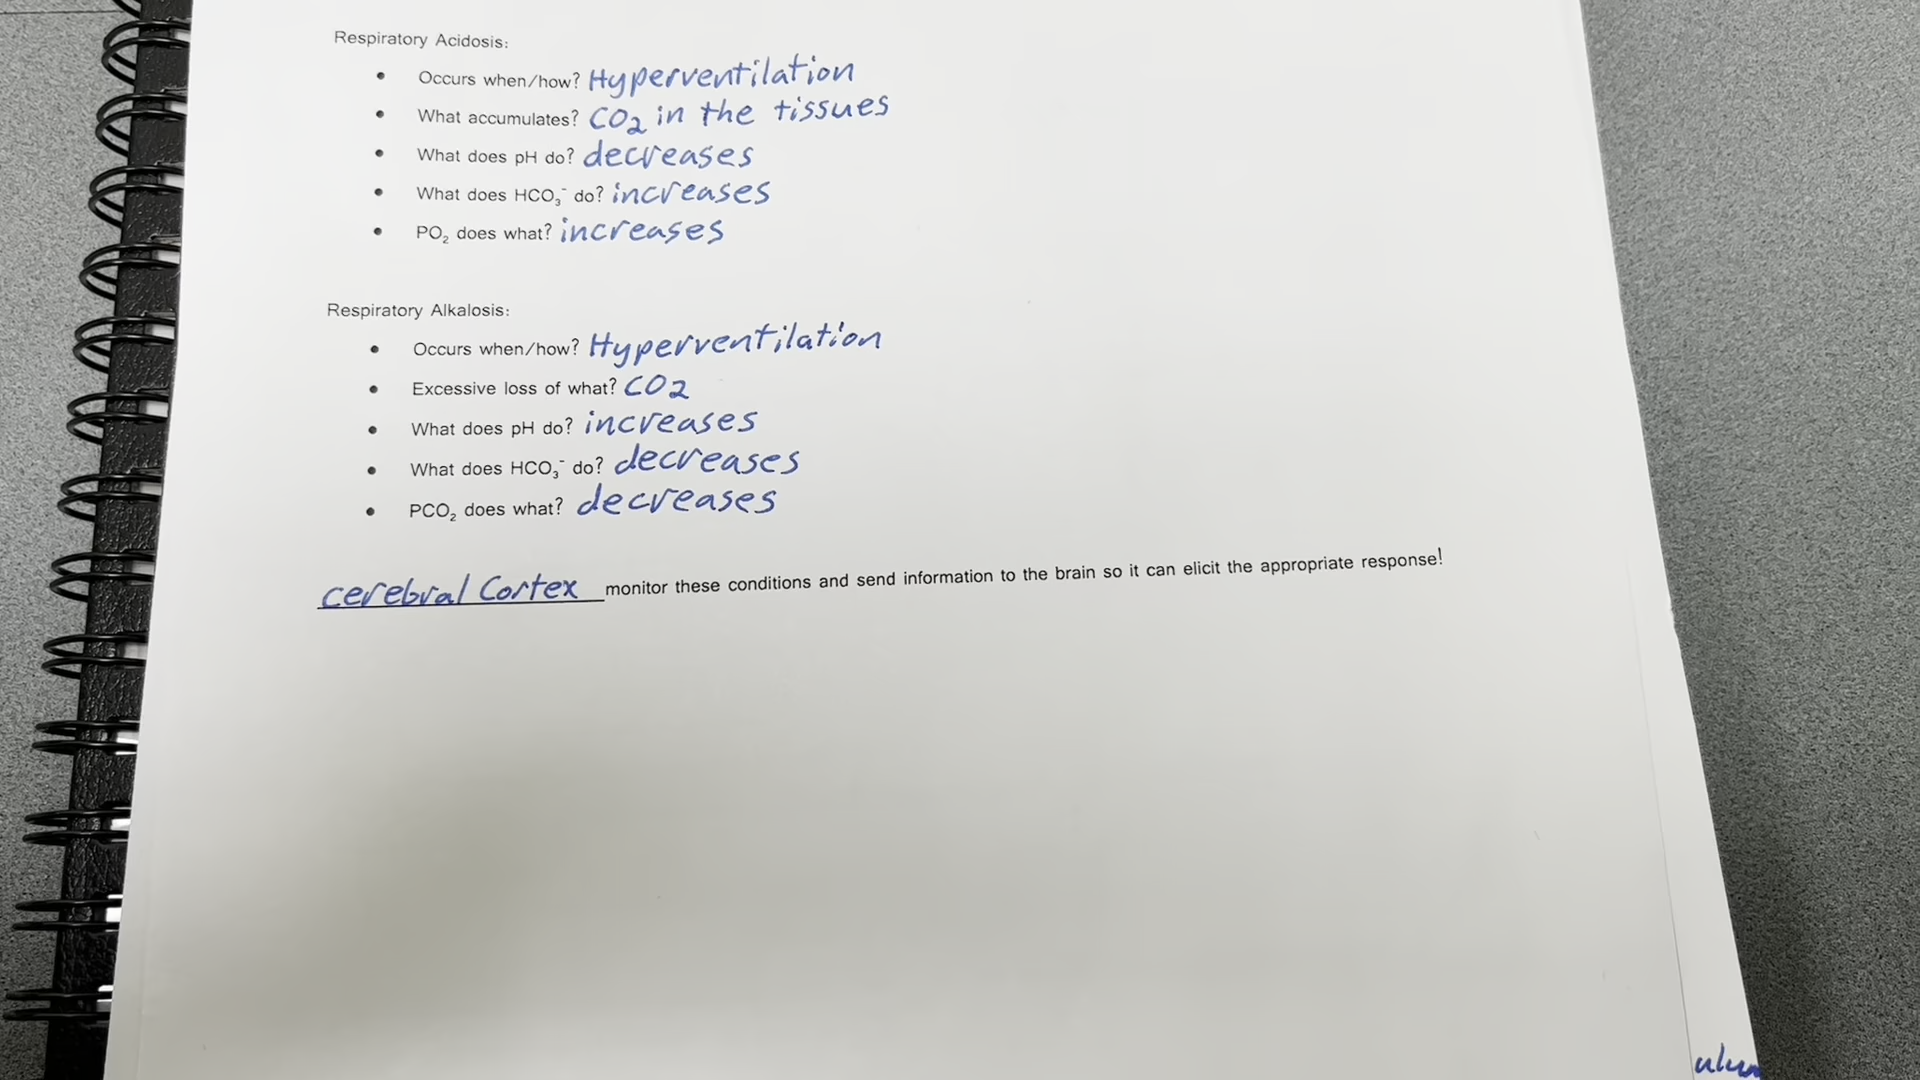 Respiratory Acidosis:
• Occurs when/how? Hyperventilation
• What accumulates? CO2 in the tissues
• What does pH do? decreases
• What does HCO₃⁻ do? increases
• PO₂ does what? increases
Respiratory Alkalosis:
• Occurs when/how? Hyperventilation
• Excessive loss of what? CO2
• What does pH do? increases
• What does HCO₃⁻ do? decreases
• PCO₂ does what? decreases
cerebral Cortex monitor these conditions and send information to the brain so it can elicit the appropriate response!